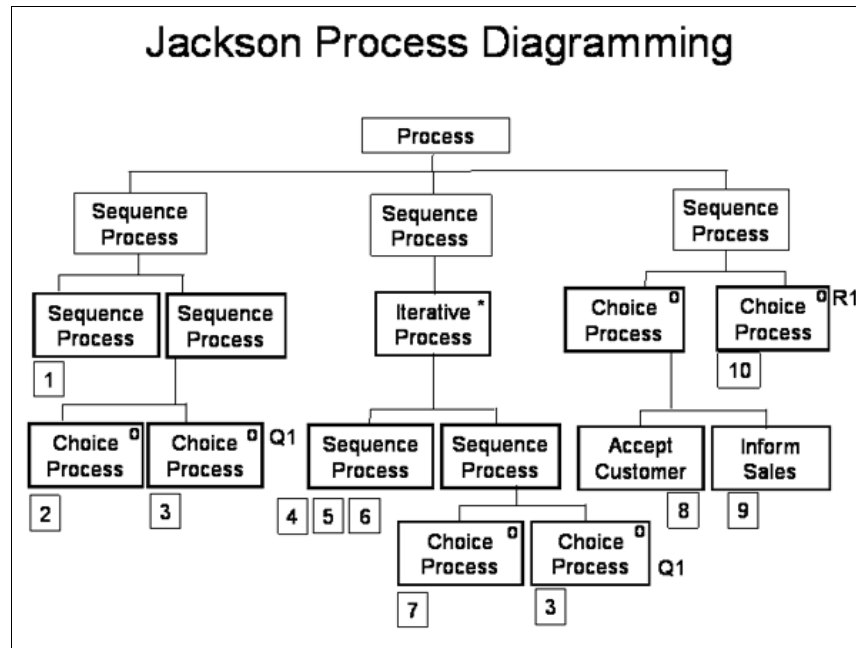 Jackson Process Diagramming
Process
Sequence
Process
Sequence
Process
Sequence
Process
Sequence
Process
Sequence
Process
Iterative *
Process
Choice o
Process
Choice o R1
Process
1
10
Choice o
Process
Choice o Q1
Process
Sequence
Process
Sequence
Process
Accept
Customer
Inform
Sales
2
3
4 5 6
8
9
Choice o
Process
Choice o
Process Q1
7
3